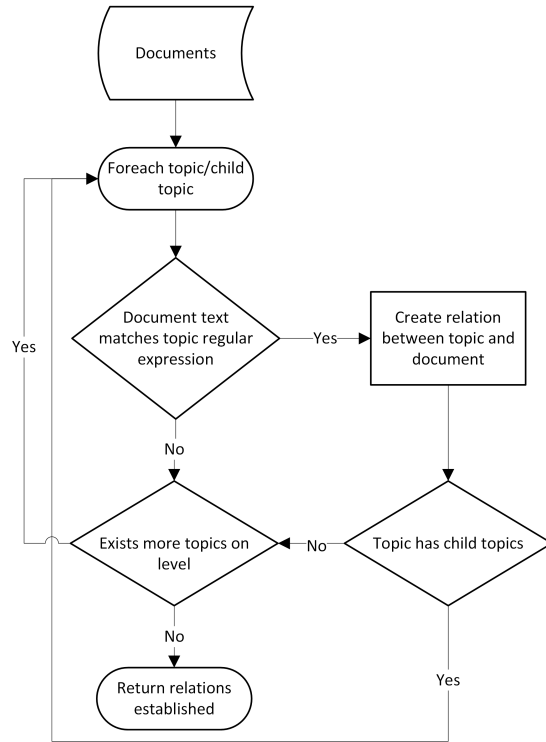 Documents
Foreach topic/child
topic
Document text
matches topic regular
expression
Yes
Create relation
between topic and
document
Yes
No
Exists more topics on
level
No
Topic has child topics
No
Yes
Return relations
established